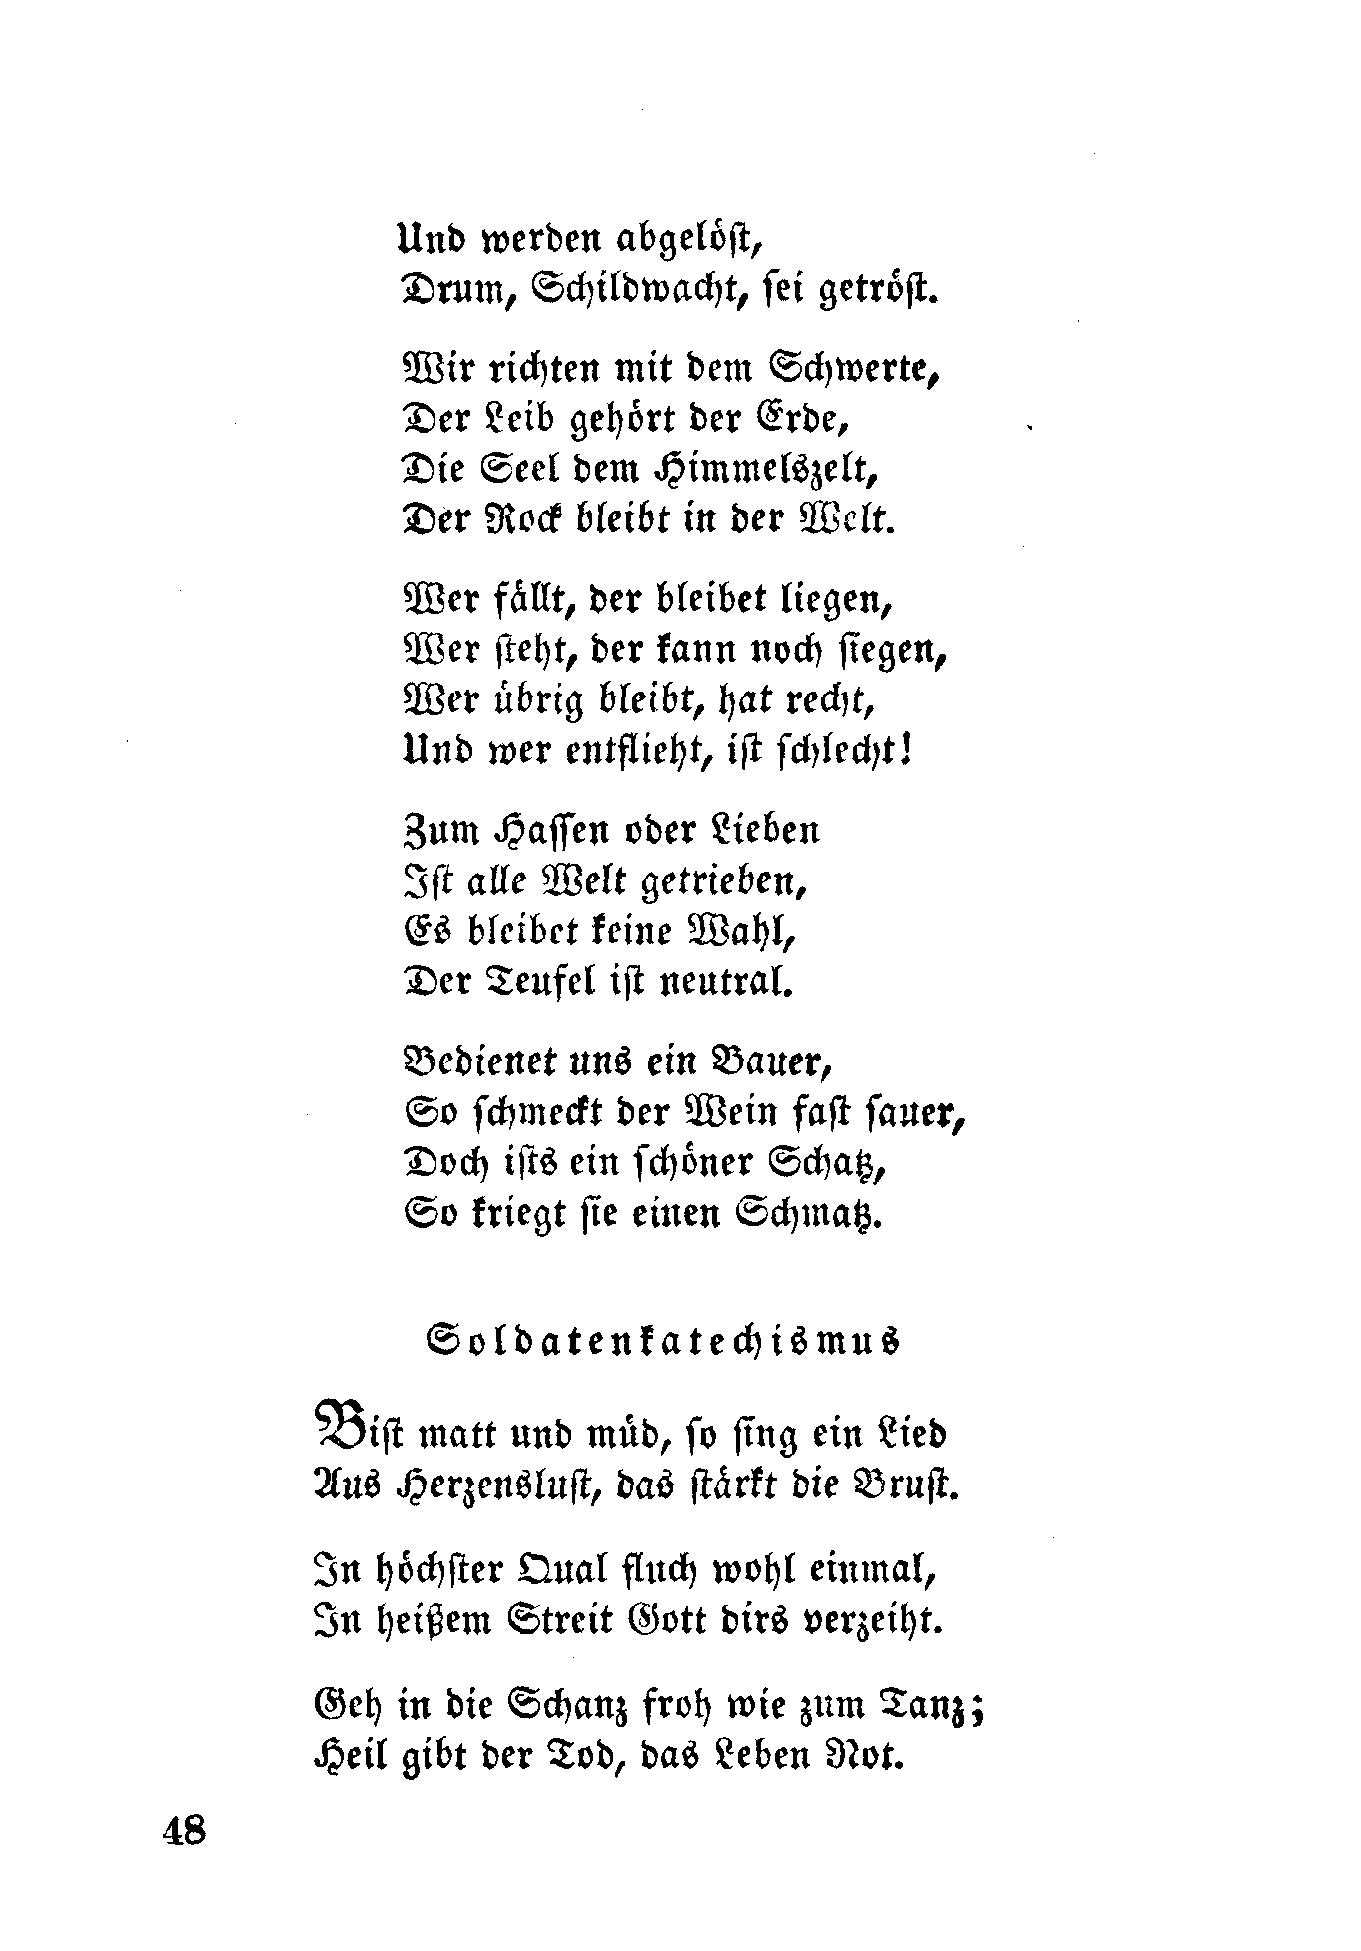 Und werden abgelöst,
Drum, Schildwacht, sei getröst.
Wir richten mit dem Schwerte,
Der Leib gehört der Erde,
Die Seel dem Himmelszelt,
Der Rock bleibt in der Welt.
Wer fällt, der bleibet liegen,
Wer steht, der kann noch siegen,
Wer übrig bleibt, hat recht,
Und wer entflieht, ist schlecht!
Zum Hassen oder Lieben
Ist alle Welt getrieben,
Es bleibet keine Wahl,
Der Teufel ist neutral.
Bedienet uns ein Bauer,
So schmeckt der Wein fast sauer,
Doch ists ein schöner Schatz,
So kriegt sie einen Schmatz.
Soldatenkatechismus
Bist matt und müd, so sing ein Lied
Aus Herzenslust, das stärkt die Brust.
In höchster Qual fluch wohl einmal,
In heißem Streit Gott dirs verzeiht.
Geh in die Schanz froh wie zum Tanz;
Heil gibt der Tod, das Leben Not.
48